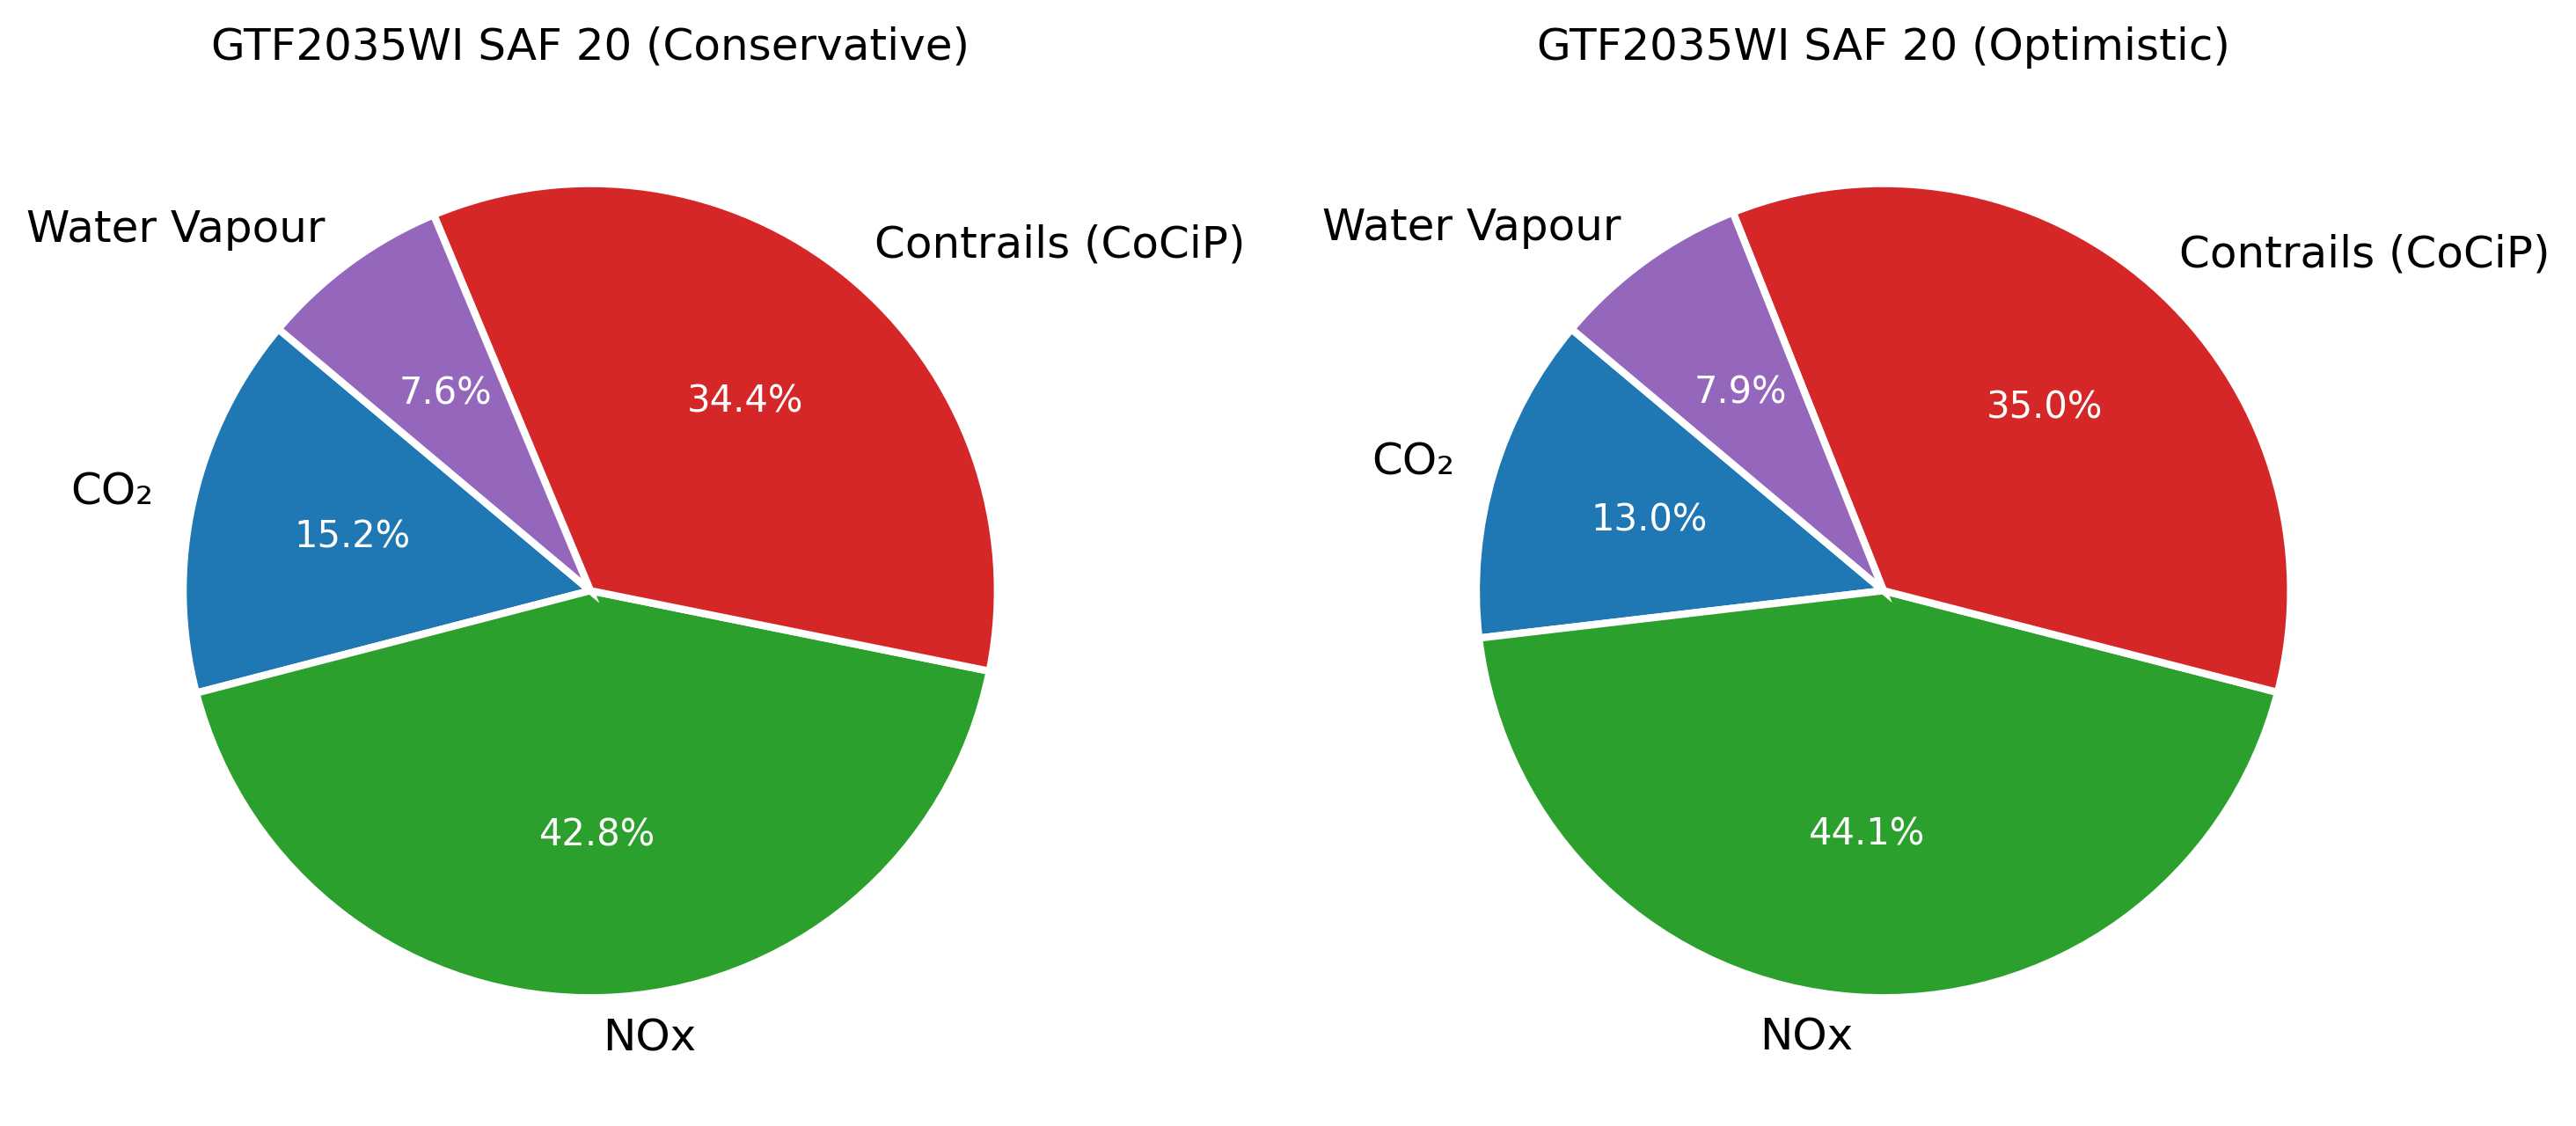 GTF2035WI SAF 20 (Conservative)
Water Vapour
Contrails (CoCiP)
7.6%
34.4%
CO₂
15.2%
42.8%
NOx
GTF2035WI SAF 20 (Optimistic)
Water Vapour
Contrails (CoCiP)
7.9%
35.0%
CO₂
13.0%
44.1%
NOx